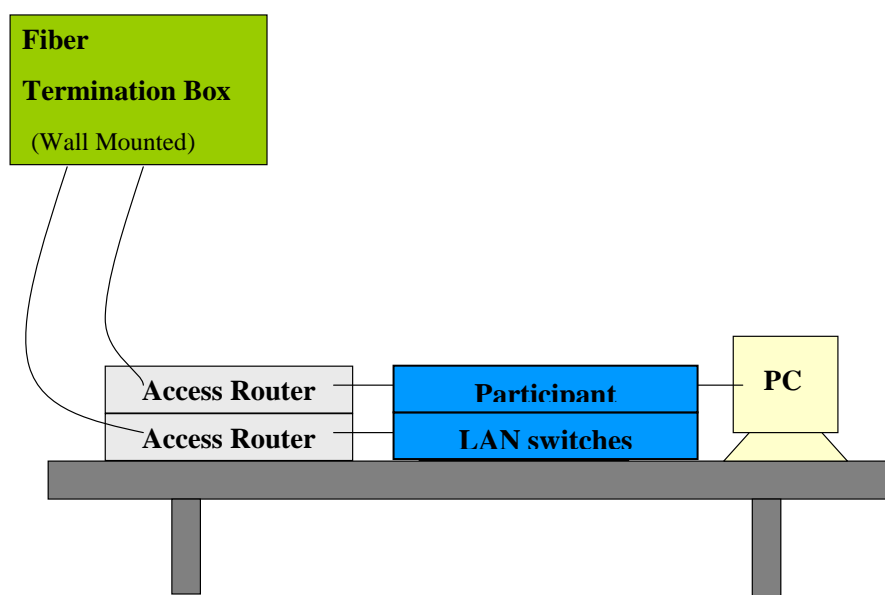 Fiber
Termination Box
(Wall Mounted)
Access Router
Participant
PC
Access Router
LAN switches